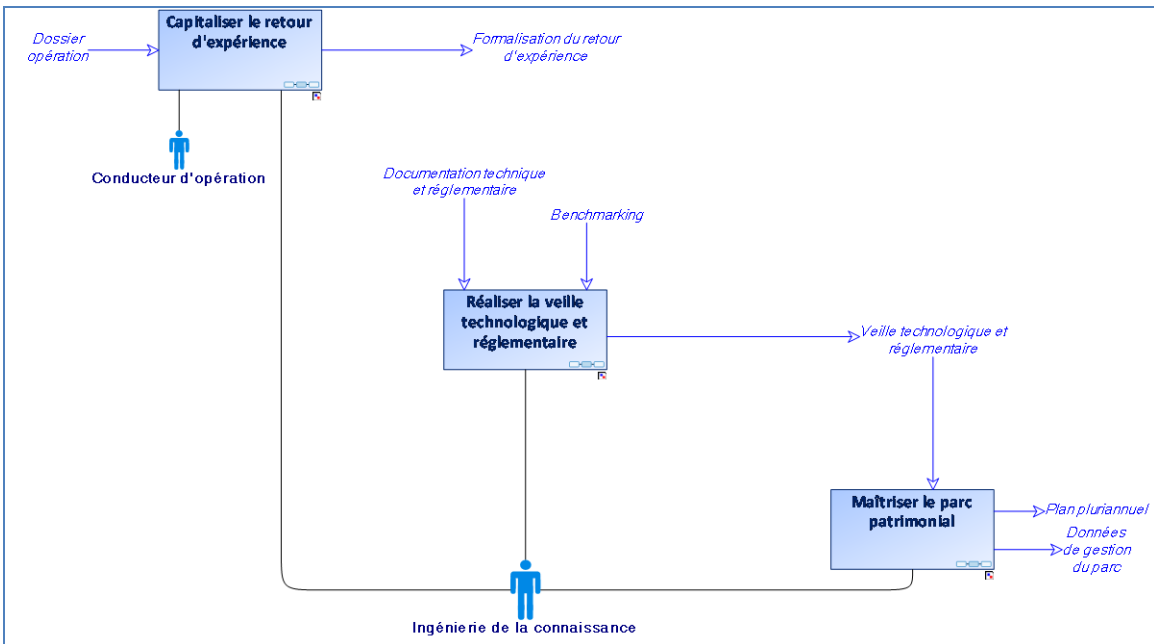 Capitaliser le retour
d'expérience
Dossier
opération
Formalisation du retour
d'expérience
Conducteur d'opération
Documentation technique
et réglementaire
Benchmarking
Réaliser la veille
technologique et
réglementaire
Veille technologique et
réglementaire
Maîtriser le parc
patrimonial
Plan pluriannuel
Données
de gestion
du parc
Ingénierie de la connaissance